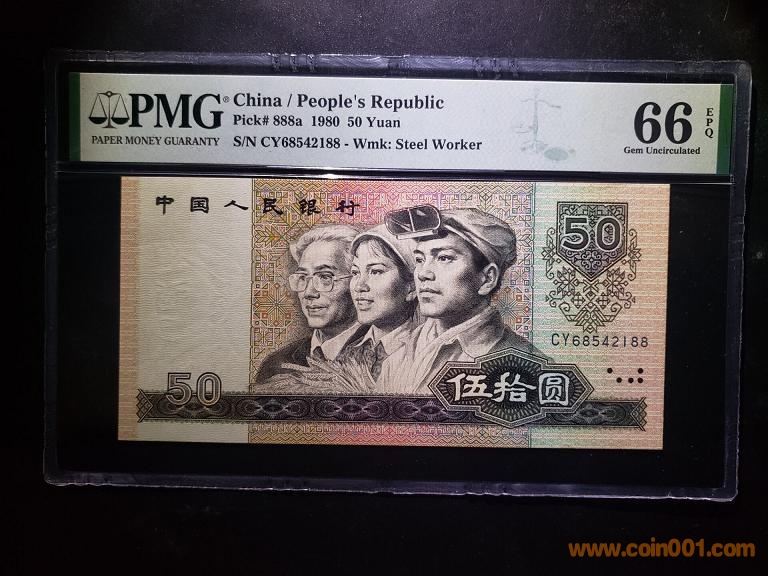 PMG®
PAPER MONEY GUARANTY
China / People's Republic
Pick# 888a 1980 50 Yuan
S/N CY68542188 - Wmk: Steel Worker
66
EPQ
Gem Uncirculated
中国人民银行
50
CY68542188
50
伍拾圆
www.coin001.com